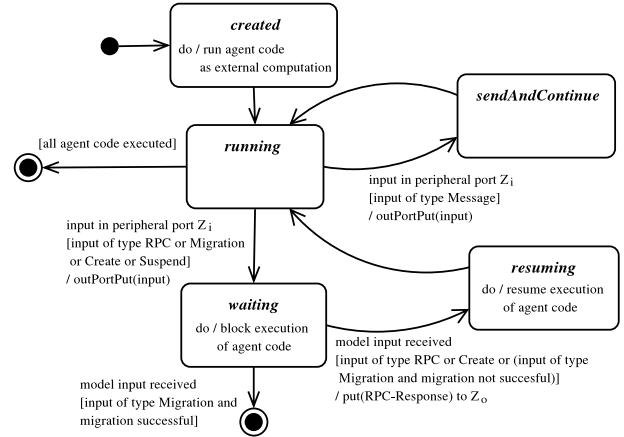 created
do / run agent code
as external computation
sendAndContinue
[all agent code executed]
running
input in peripheral port Z i
[input of type Message]
/ outPortPut(input)
input in peripheral port Z i
[input of type RPC or Migration
or Create or Suspend]
/ outPortPut(input)
resuming
do / resume execution
of agent code
waiting
do / block execution
of agent code
model input received
[input of type RPC or Create or (input of type
Migration and migration not succesful)]
/ put(RPC-Response) to Z o
model input received
[input of type Migration and
migration successful]